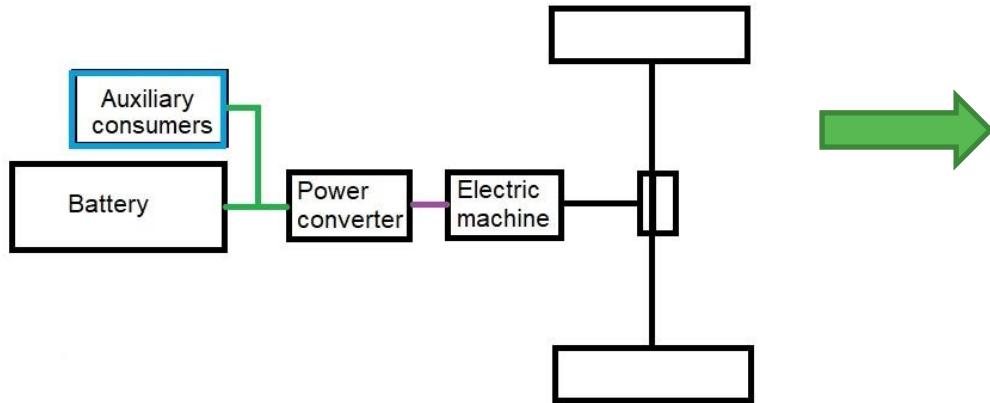 Auxiliary
consumers
Battery
Power
converter
Electric
machine